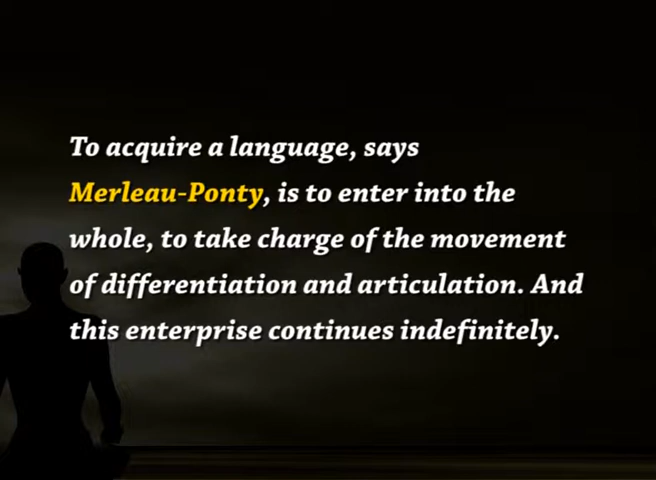 To acquire a language, says
Merleau-Ponty, is to enter into the
whole, to take charge of the movement
of differentiation and articulation. And
this enterprise continues indefinitely.